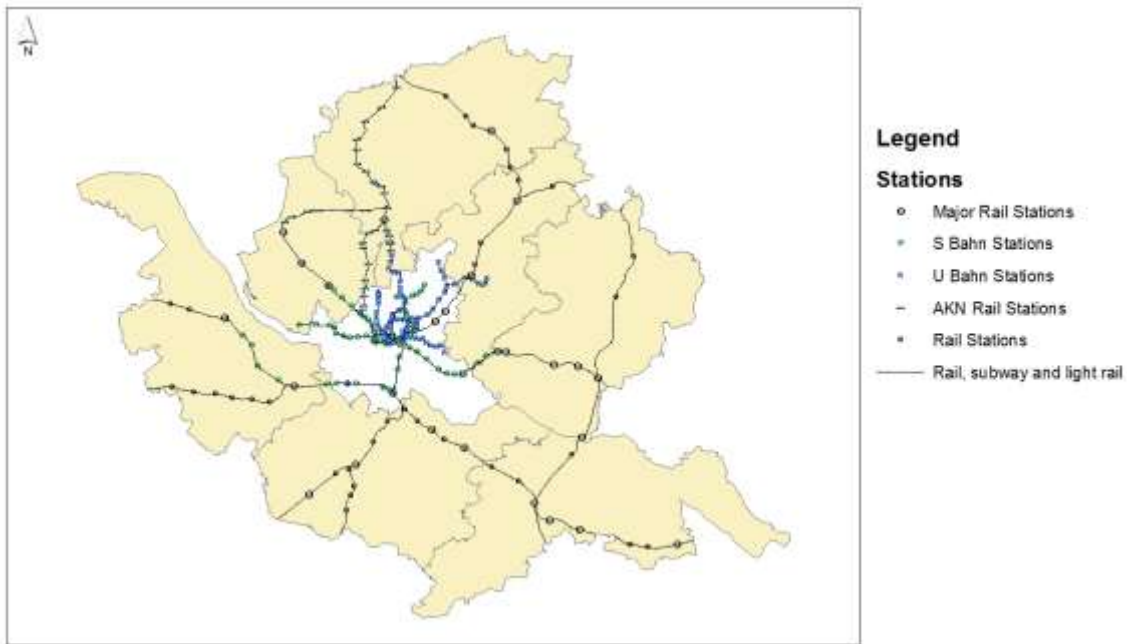 N
Legend
Stations
Major Rail Stations
S Bahn Stations
U Bahn Stations
AKN Rail Stations
Rail Stations
Rail, subway and light rail